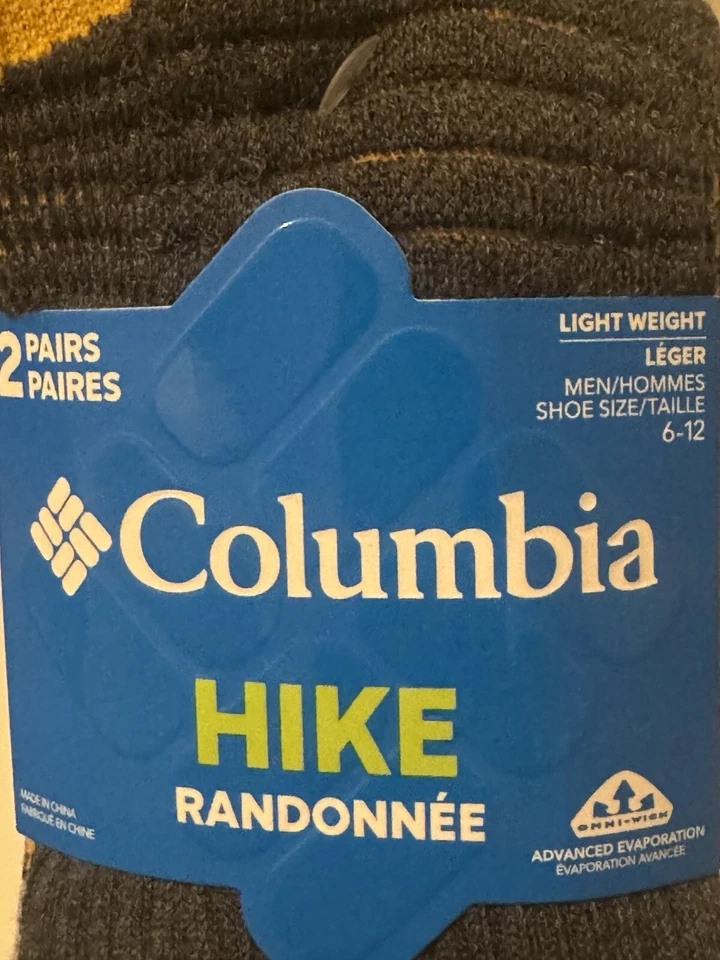 2 PAIRS
PAIRES
LIGHT WEIGHT
LÉGER
MEN/HOMMES
SHOE SIZE/TAILLE
6-12
Columbia
HIKE
RANDONNÉE
MADE IN CHINA
FABRIQUÉ EN CHINE
OMNI-WICK
ADVANCED EVAPORATION
ÉVAPORATION AVANCÉE